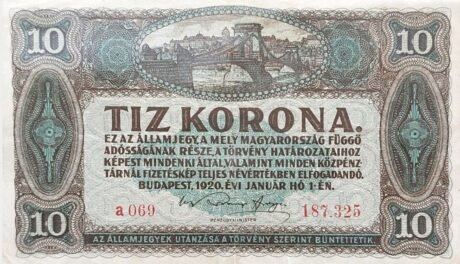 10 10
TIZ KORONA.
EZ AZ ÁLLAMJEGY, A MELY MAGYARORSZÁG FÜGGŐ
ADÓSSÁGÁNAK RÉSZE, A TÖRVÉNY HATÁROZATAIHOZ
KÉPEST MINDENKI ÁLTAL, VALAMINT MINDEN KÖZPÉNZ-
TÁRNÁL FIZETÉSKÉP TELJES NÉVÉRTÉKBEN ELFOGADANDÓ.
BUDAPEST, 1920. ÉVI JANUÁR HÓ 1-ÉN.
a 069 187.325
PÉNZÜGYMINISTER
10 10
AZ ÁLLAMJEGYEK UTÁNZÁSA A TÖRVÉNY SZERINT BÜNTETTETIK.